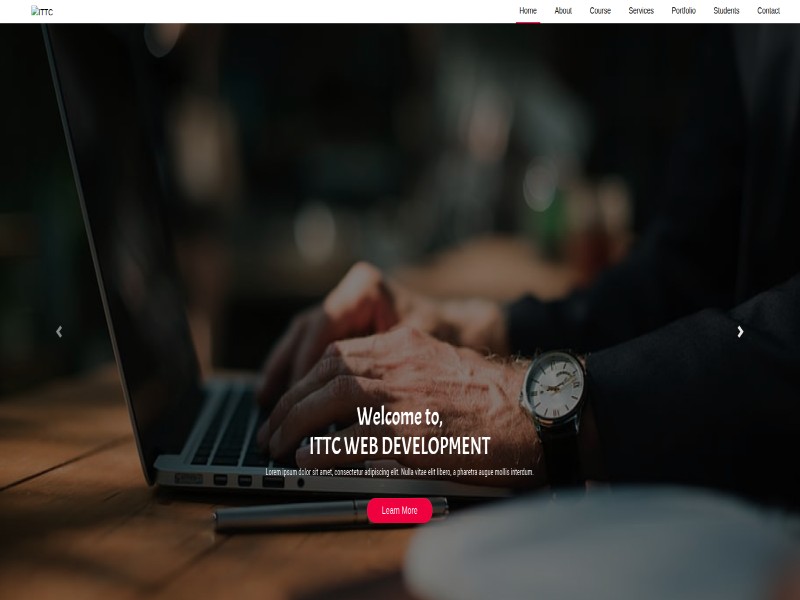 ITTC
Home About Course Services Portfolio Students Contact
Welcome to,
ITTC WEB DEVELOPMENT
Lorem ipsum dolor sit amet, consectetur adipiscing elit. Nulla vitae elit libero, a pharetra augue mollis interdum.
Learn More